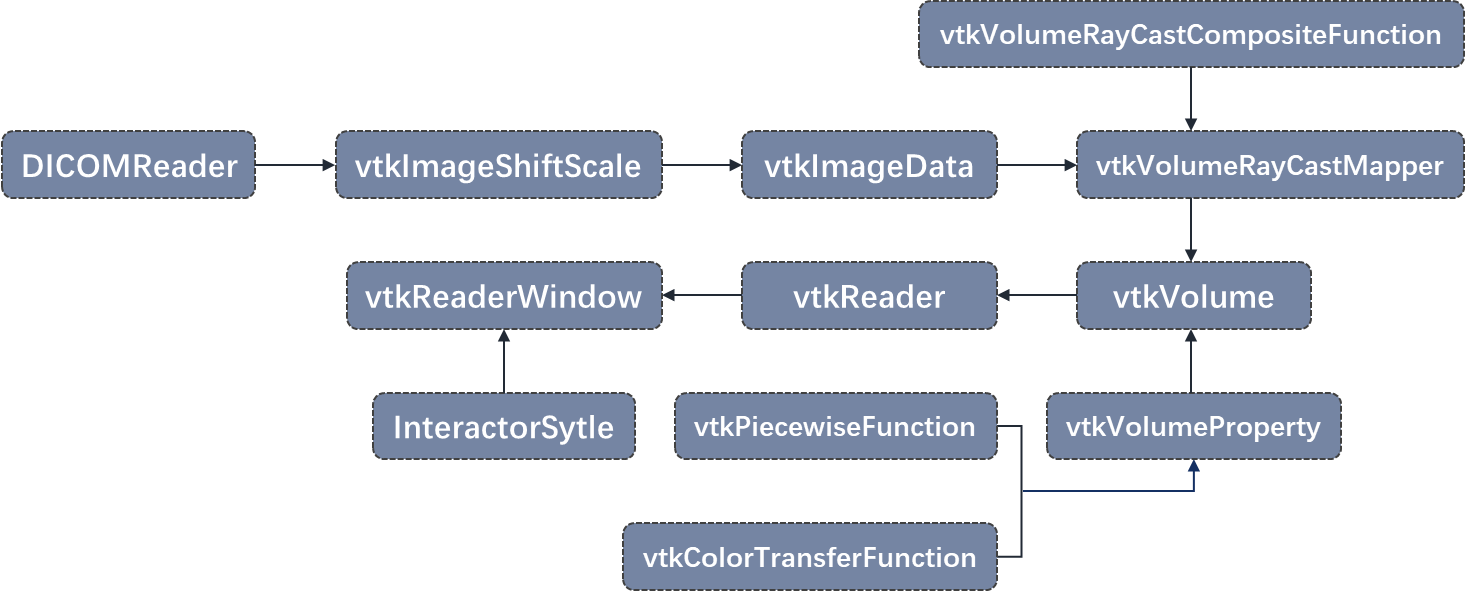 vtkVolumeRayCastCompositeFunction
DICOMReader
vtkImageShiftScale
vtkImageData
vtkVolumeRayCastMapper
vtkReaderWindow
vtkReader
vtkVolume
InteractorSytle
vtkPiecewiseFunction
vtkVolumeProperty
vtkColorTransferFunction